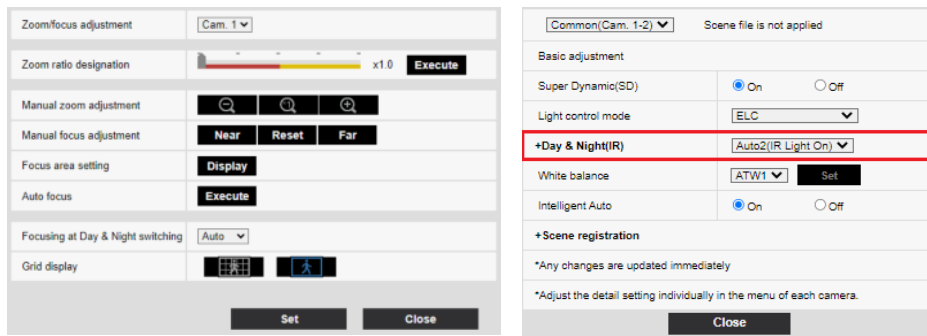 Zoom/focus adjustment Cam. 1
Zoom ratio designation x1.0 Execute
Manual zoom adjustment
Manual focus adjustment Near Reset Far
Focus area setting Display
Auto focus Execute
Focusing at Day & Night switching Auto
Grid display
Set Close
Common(Cam. 1-2) Scene file is not applied
Basic adjustment
Super Dynamic(SD) On Off
Light control mode ELC
+Day & Night(IR) Auto2(IR Light On)
White balance ATW1 Set
Intelligent Auto On Off
+Scene registration
*Any changes are updated immediately
*Adjust the detail setting individually in the menu of each camera.
Close